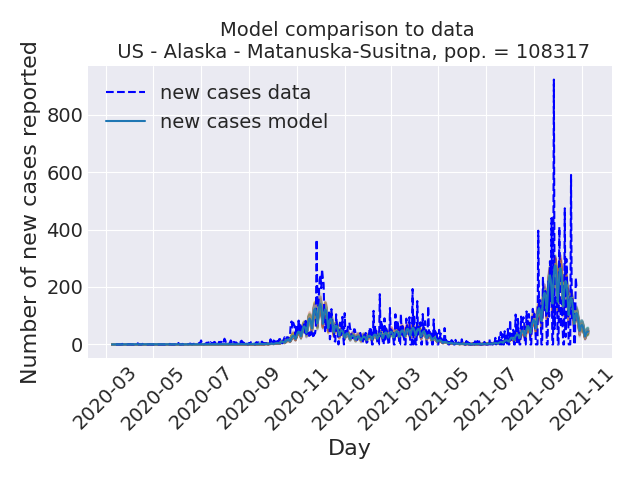 Model comparison to data
US - Alaska - Matanuska-Susitna, pop. = 108317
Number of new cases reported
new cases data
new cases model
800
600
400
200
0
2020-03
2020-05
2020-07
2020-09
2020-11
2021-01
2021-03
2021-05
2021-07
2021-09
2021-11
Day